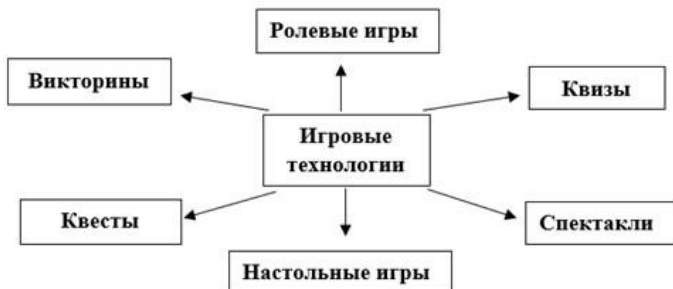 Ролевые игры
Викторины
Квизы
Игровые
технологии
Квесты
Спектакли
Настольные игры